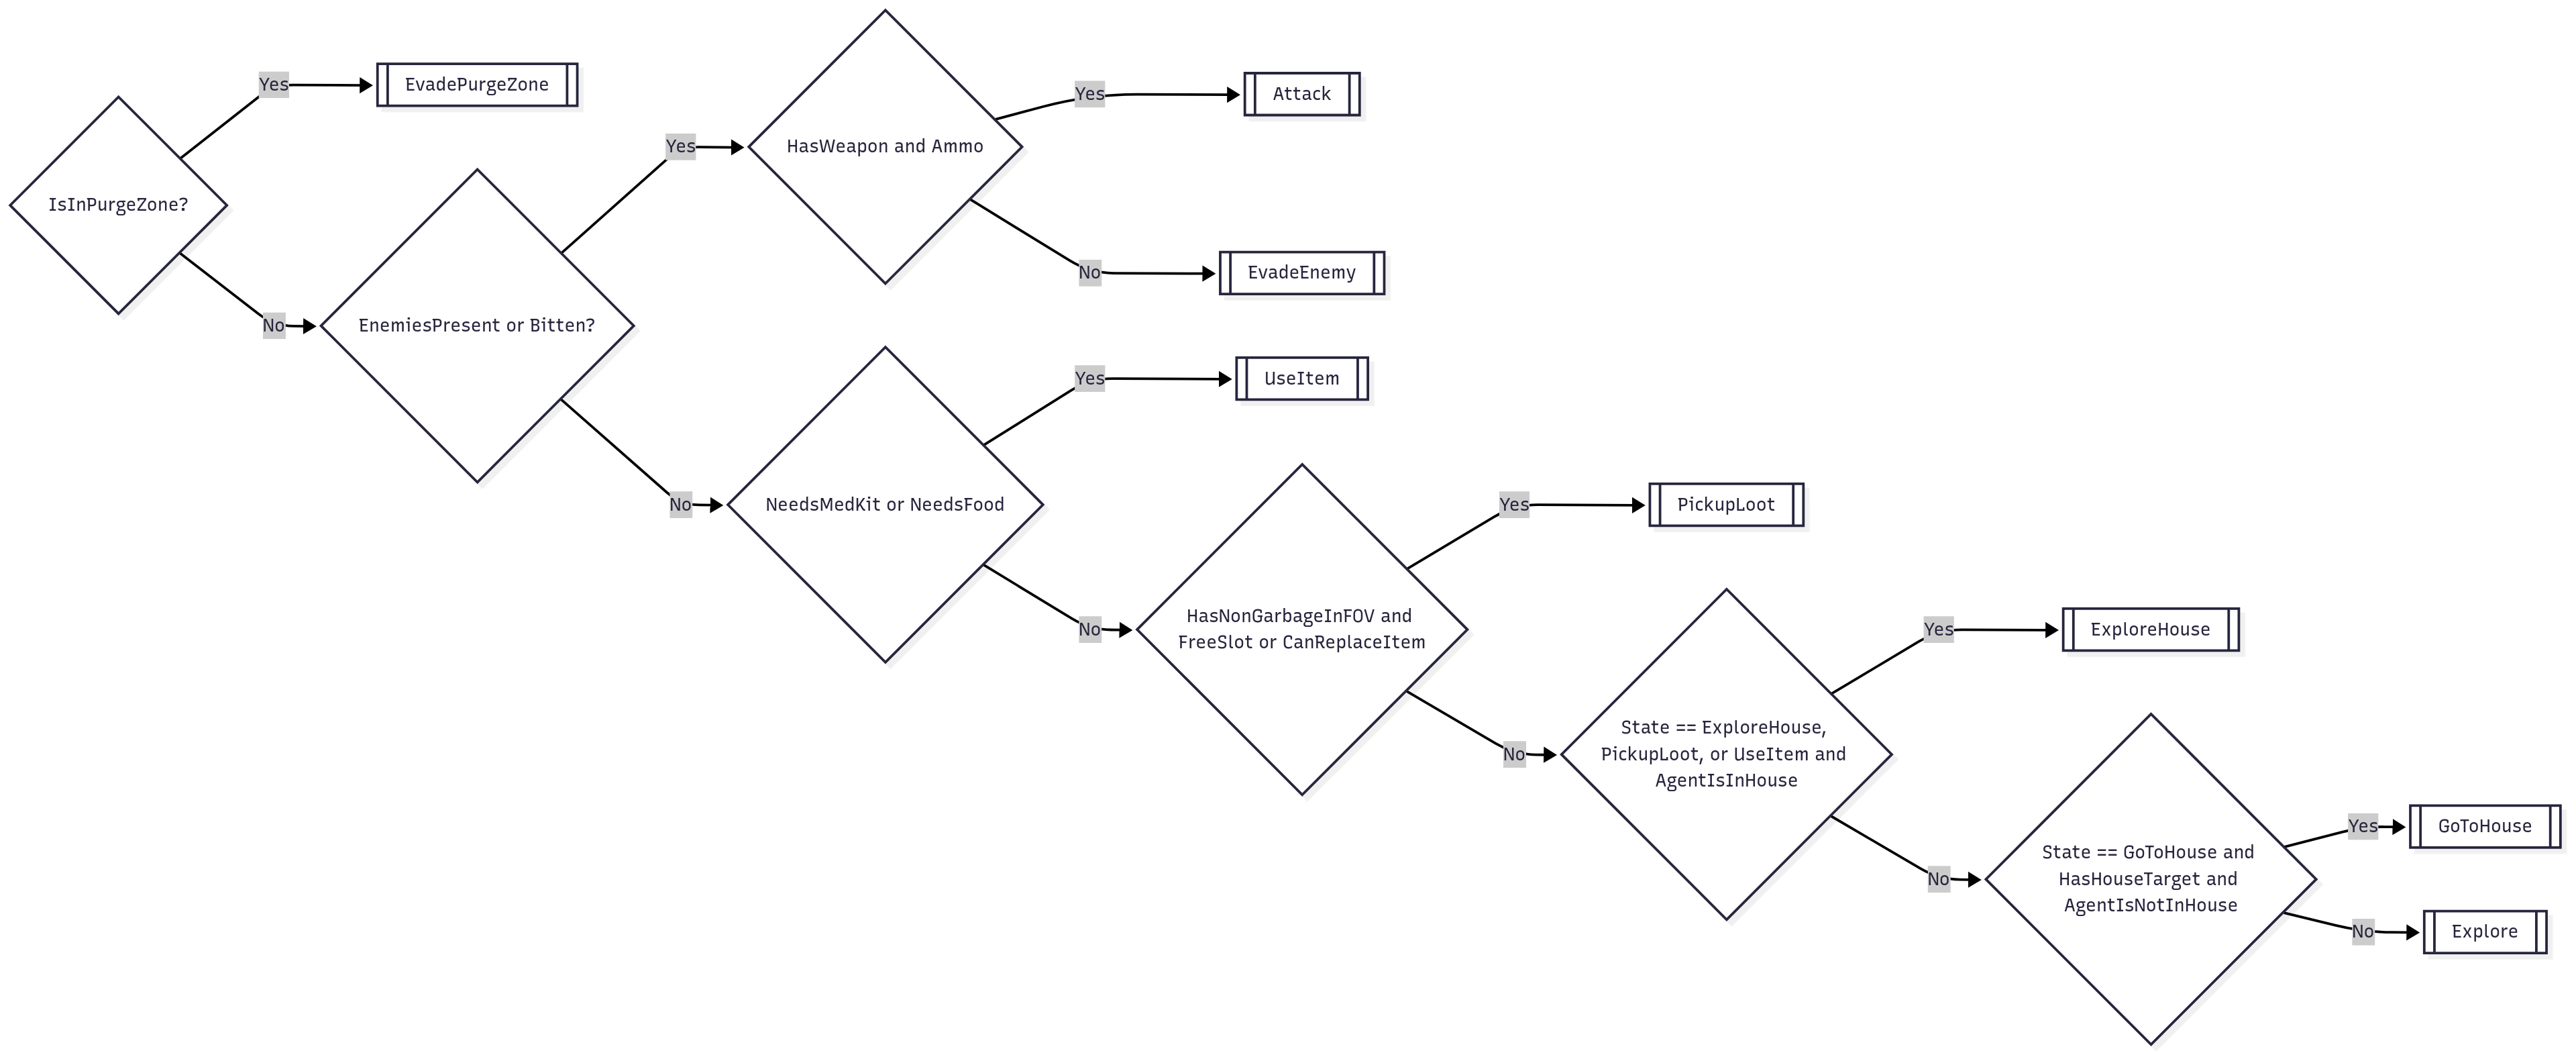 IsInPurgeZone?
Yes
EvadePurgeZone
No
EnemiesPresent or Bitten?
Yes
HasWeapon and Ammo
Yes
Attack
No
EvadeEnemy
No
NeedsMedKit or NeedsFood
Yes
UseItem
No
HasNonGarbageInFOV and
FreeSlot or CanReplaceItem
Yes
PickupLoot
No
State == ExploreHouse,
PickupLoot, or UseItem and
AgentIsInHouse
Yes
ExploreHouse
No
State == GoToHouse and
HasHouseTarget and
AgentIsNotInHouse
Yes
GoToHouse
No
Explore